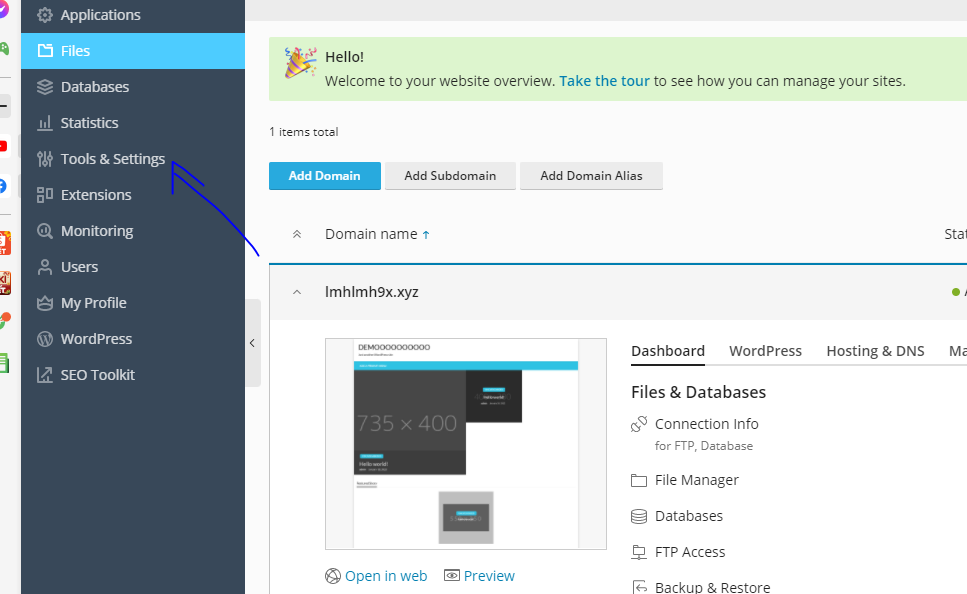 Applications
Files
Databases
Statistics
Tools & Settings
Extensions
Monitoring
Users
My Profile
WordPress
SEO Toolkit
Hello!
Welcome to your website overview. Take the tour to see how you can manage your sites.
1 items total
Add Domain Add Subdomain Add Domain Alias
Domain name ↑
lmhlmh9x.xyz
DEMOOOOOOOOOO
735 × 400
Hello world!
Dashboard WordPress Hosting & DNS
Files & Databases
Connection Info
for FTP, Database
File Manager
Databases
FTP Access
Backup & Restore
Open in web Preview